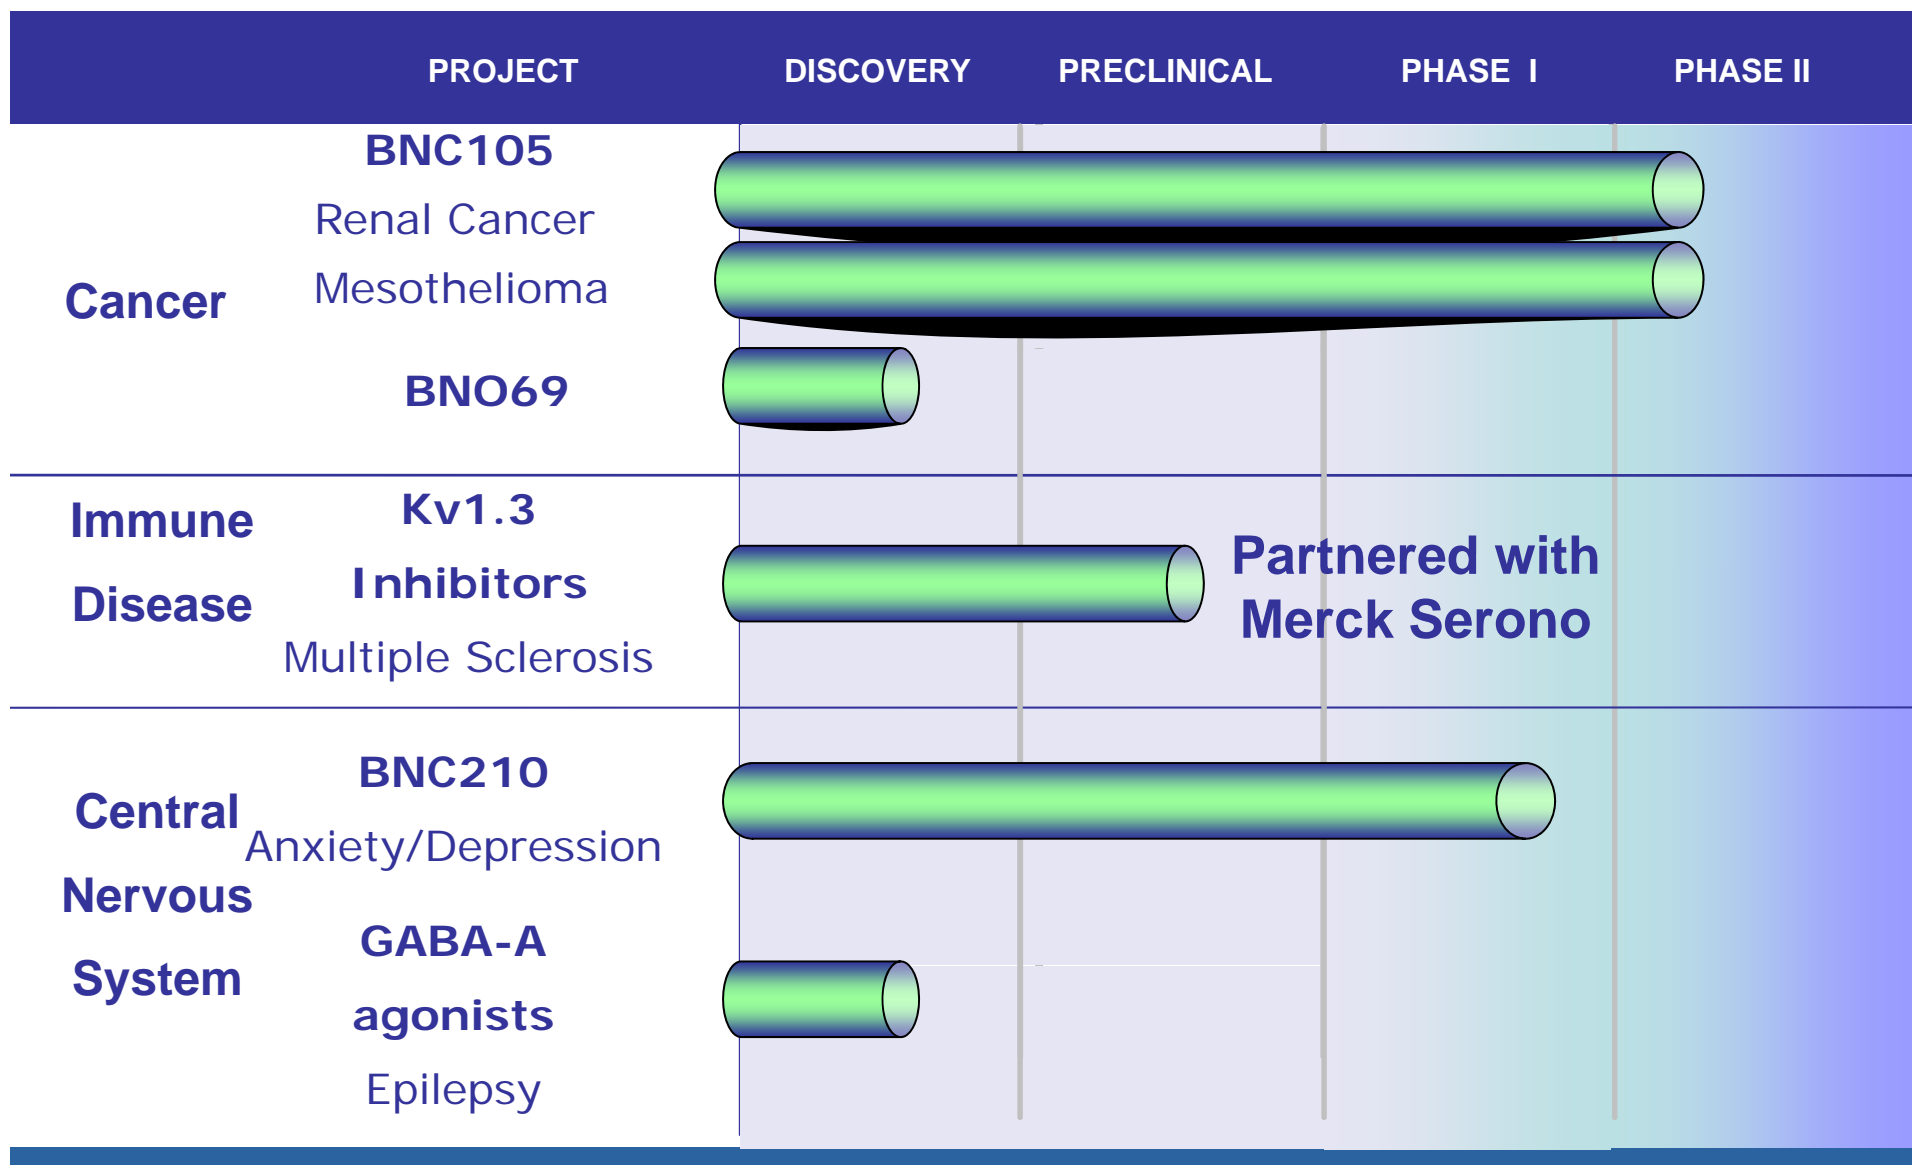 PROJECT DISCOVERY PRECLINICAL PHASE I PHASE II
Cancer
BNC105
Renal Cancer
Mesothelioma
BNO69
Immune
Disease
Kv1.3
Inhibitors
Multiple Sclerosis
Partnered with
Merck Serono
Central
Nervous
System
BNC210
Anxiety/Depression
GABA-A
agonists
Epilepsy